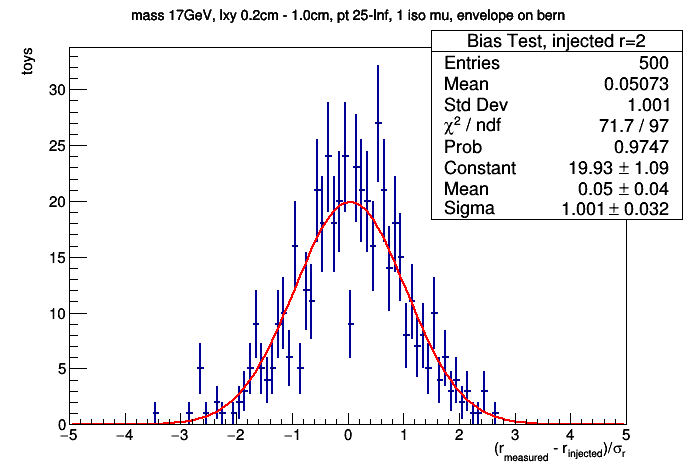 mass 17GeV, lxy 0.2cm - 1.0cm, pt 25-Inf, 1 iso mu, envelope on bern
Bias Test, injected r=2
Entries 500
Mean 0.05073
Std Dev 1.001
χ² / ndf 71.7 / 97
Prob 0.9747
Constant 19.93 ± 1.09
Mean 0.05 ± 0.04
Sigma 1.001 ± 0.032
toys
30
25
20
15
10
5
0
−5 −4 −3 −2 −1 0 1 2 3 4 5
(r_measured - r_injected)/σ_r